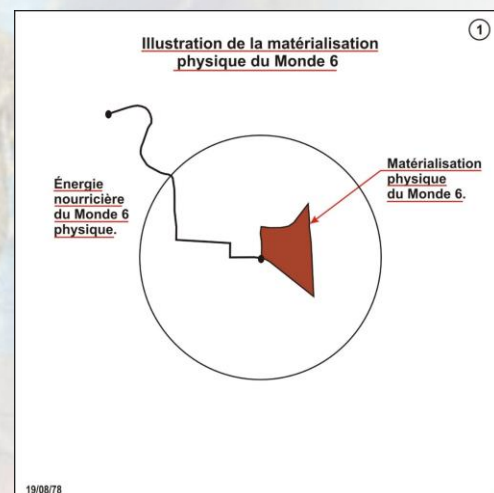 1
Illustration de la matérialisation
physique du Monde 6
Énergie
nourricière
du Monde 6
physique.
Matérialisation
physique
du Monde 6.
19/08/78